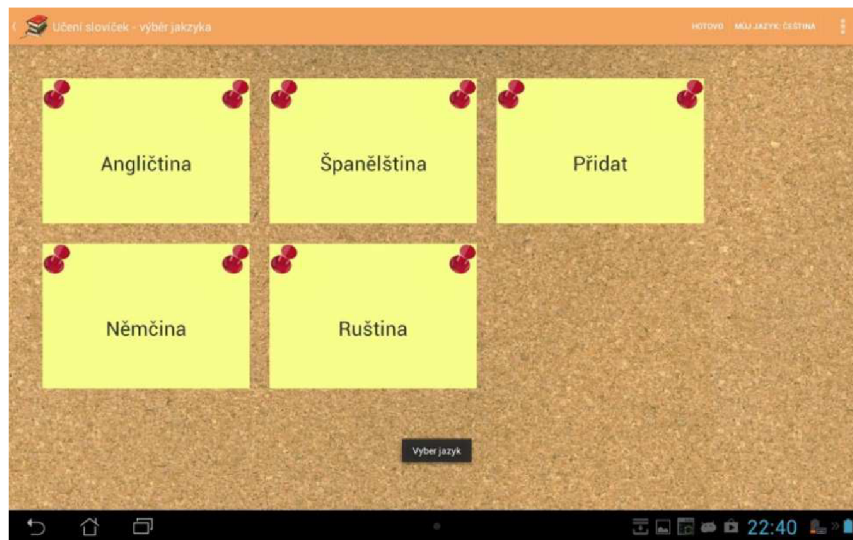 Učení slovíček - výběr jakzyka
HOTOVO MŮJ JAZYK: ČEŠTINA
Angličtina Španělština Přidat
Němčina Ruština
Vyber jazyk
22:40